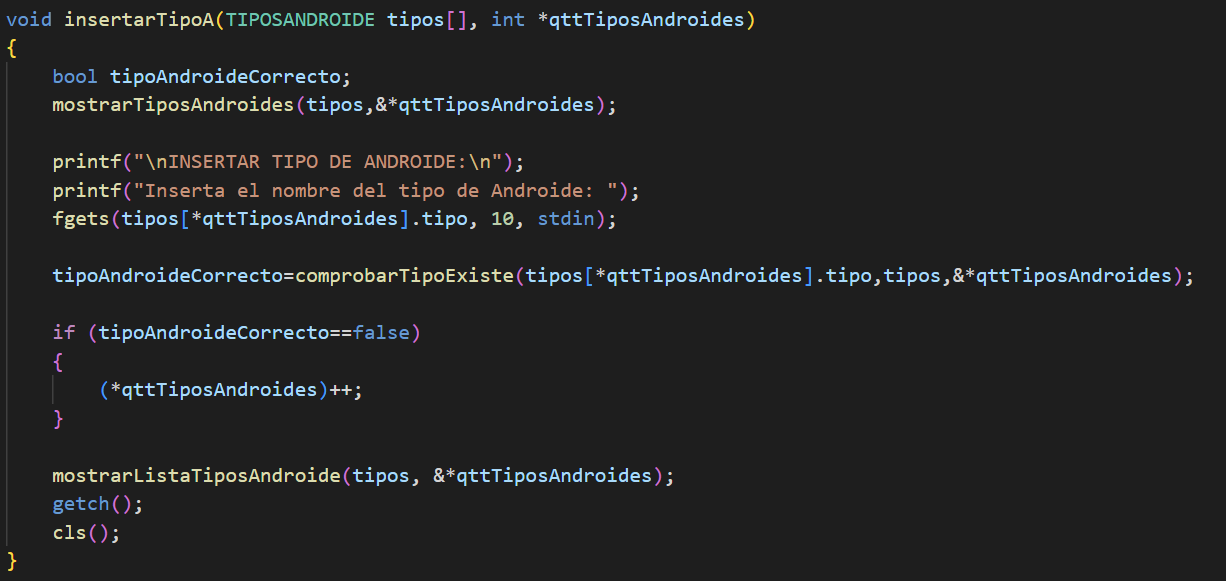 void insertarTipoA(TIPOSANDROIDE tipos[], int *qttTiposAndroides)
{
    bool tipoAndroideCorrecto;
    mostrarTiposAndroides(tipos,&*qttTiposAndroides);

    printf("\nINSERTAR TIPO DE ANDROIDE:\n");
    printf("Inserta el nombre del tipo de Androide: ");
    fgets(tipos[*qttTiposAndroides].tipo, 10, stdin);

    tipoAndroideCorrecto=comprobarTipoExiste(tipos[*qttTiposAndroides].tipo,tipos,&*qttTiposAndroides);

    if (tipoAndroideCorrecto==false)
    {
        (*qttTiposAndroides)++;
    }

    mostrarListaTiposAndroide(tipos, &*qttTiposAndroides);
    getch();
    cls();
}